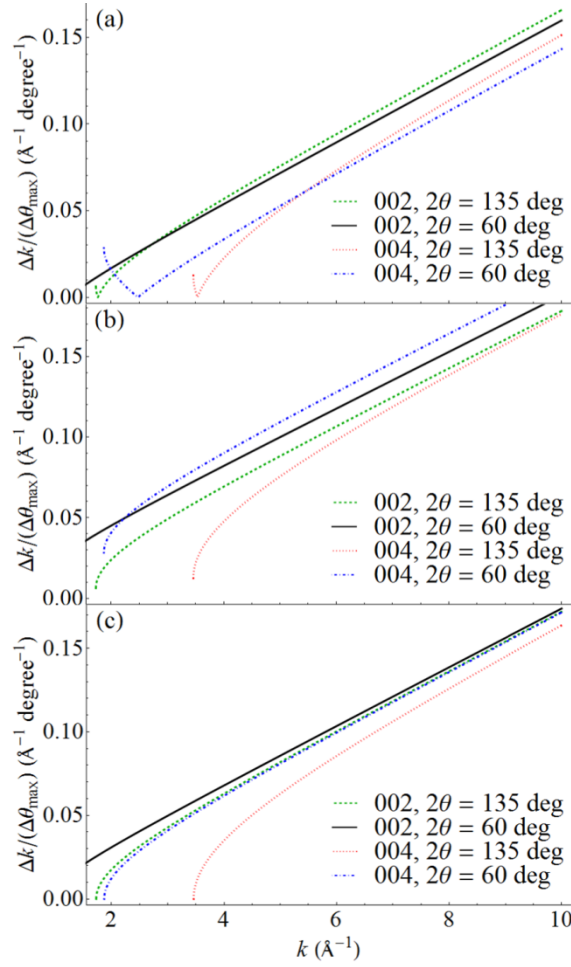 (a)
0.15
0.10
0.05
0.00
Δk/(Δθmax) (Å⁻¹ degree⁻¹)
002, 2θ = 135 deg
002, 2θ = 60 deg
004, 2θ = 135 deg
004, 2θ = 60 deg
(b)
0.15
0.10
0.05
0.00
Δk/(Δθmax) (Å⁻¹ degree⁻¹)
002, 2θ = 135 deg
002, 2θ = 60 deg
004, 2θ = 135 deg
004, 2θ = 60 deg
(c)
0.15
0.10
0.05
0.00
Δk/(Δθmax) (Å⁻¹ degree⁻¹)
002, 2θ = 135 deg
002, 2θ = 60 deg
004, 2θ = 135 deg
004, 2θ = 60 deg
2 4 6 8 10
k (Å⁻¹)